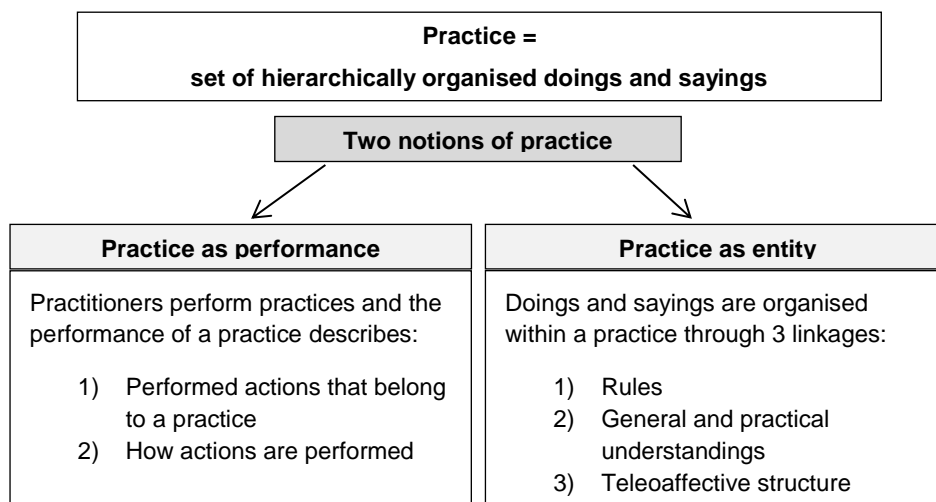 Practice =
set of hierarchically organised doings and sayings
Two notions of practice
Practice as performance
Practitioners perform practices and the
performance of a practice describes:
1) Performed actions that belong
to a practice
2) How actions are performed
Practice as entity
Doings and sayings are organised
within a practice through 3 linkages:
1) Rules
2) General and practical
understandings
3) Teleoaffective structure